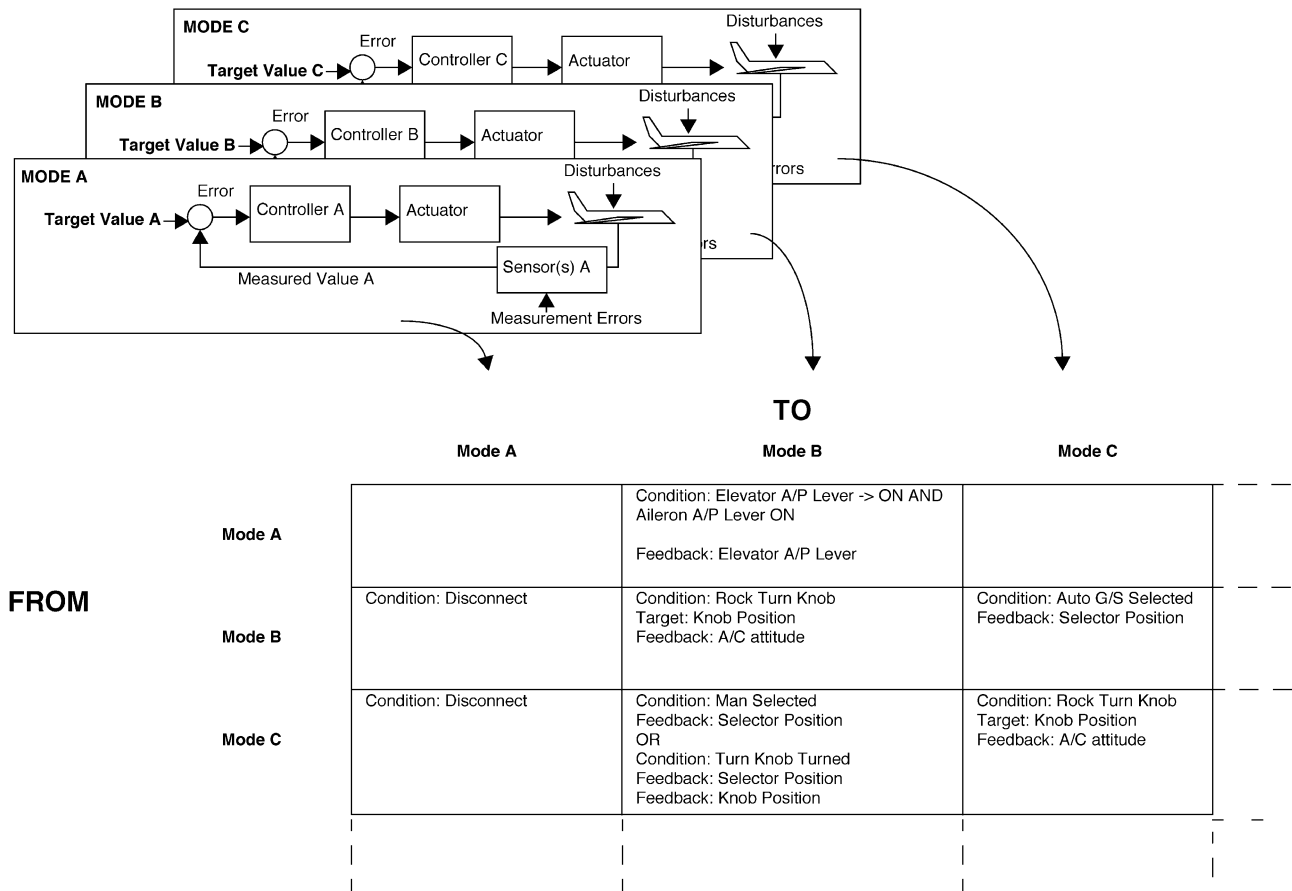 MODE C
Disturbances
Error
Controller C
Actuator
Target Value C
MODE B
Disturbances
Error
Controller B
Actuator
Target Value B
rrors
MODE A
Disturbances
Error
Controller A
Actuator
Target Value A
rs
Sensor(s) A
Measured Value A
Measurement Errors
TO
Mode A Mode B Mode C
Mode A
Condition: Elevator A/P Lever -> ON AND
Aileron A/P Lever ON
Feedback: Elevator A/P Lever
FROM
Mode B
Condition: Disconnect
Condition: Rock Turn Knob
Target: Knob Position
Feedback: A/C attitude
Condition: Auto G/S Selected
Feedback: Selector Position
Mode C
Condition: Disconnect
Condition: Man Selected
Feedback: Selector Position
OR
Condition: Turn Knob Turned
Feedback: Selector Position
Feedback: Knob Position
Condition: Rock Turn Knob
Target: Knob Position
Feedback: A/C attitude